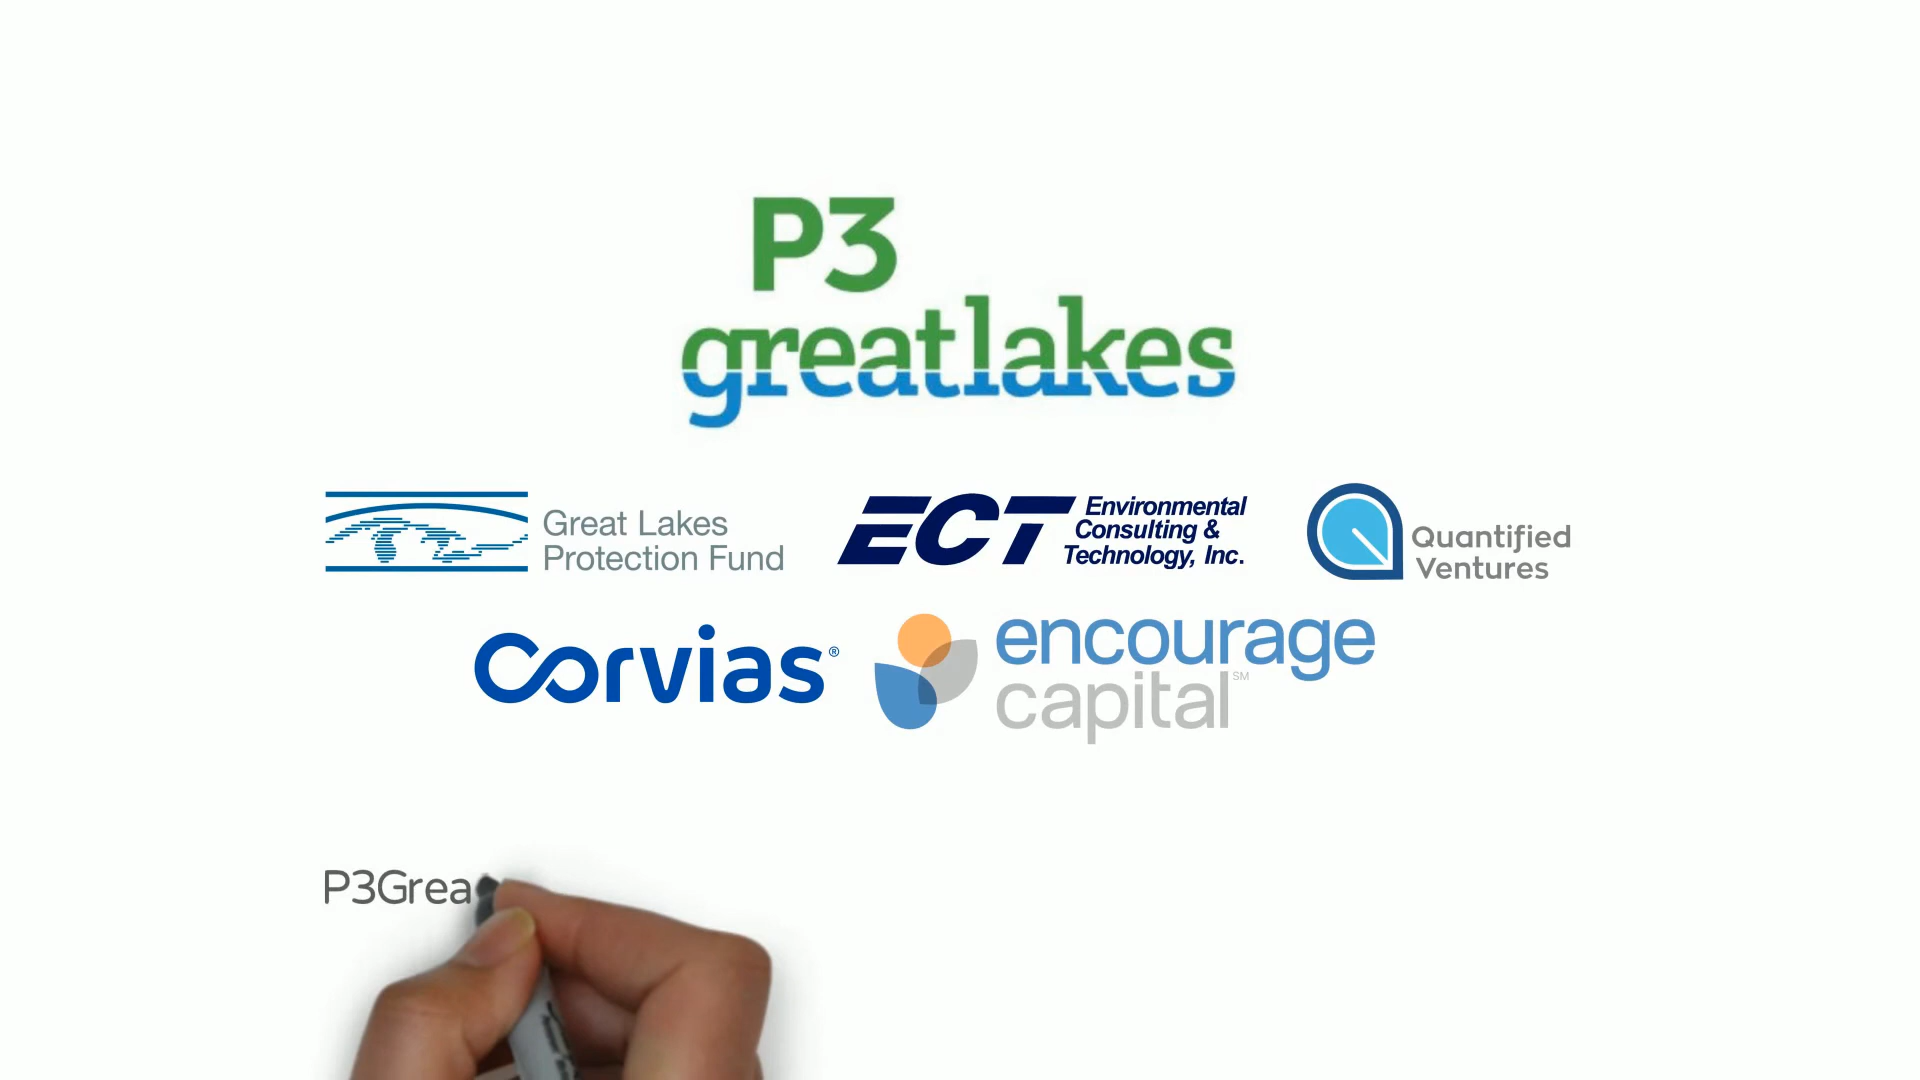 P3
greatlakes
Great Lakes
Protection Fund
ECT
Environmental
Consulting &
Technology, Inc.
Quantified
Ventures
Corvias®
encourage
capital℠
P3Grea